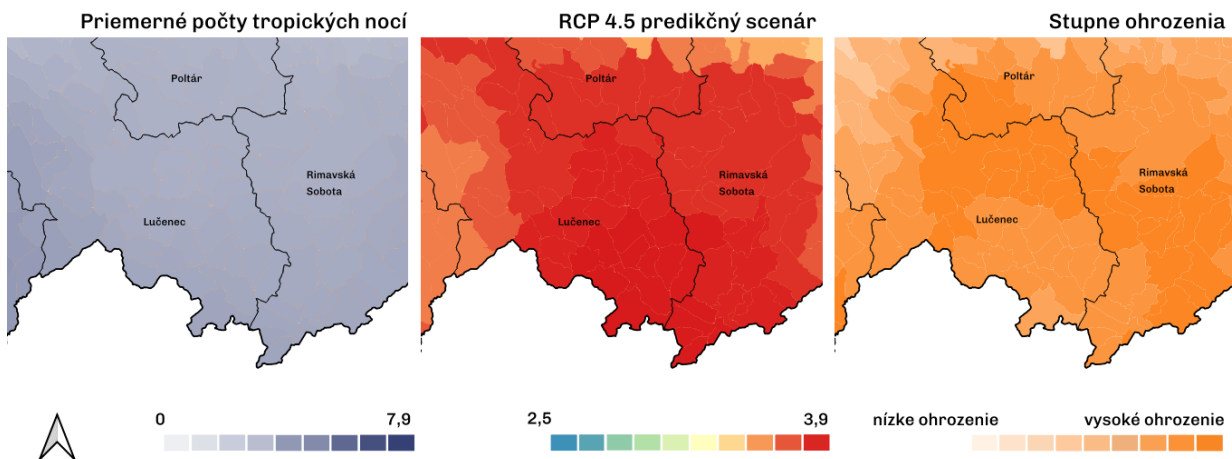 Priemerné počty tropických nocí
RCP 4.5 predikčný scenár
Stupne ohrozenia
Poltár
Rimavská
Sobota
Lučenec
Poltár
Rimavská
Sobota
Lučenec
Poltár
Rimavská
Sobota
Lučenec
0
7,9
2,5
3,9
nízke ohrozenie
vysoké ohrozenie